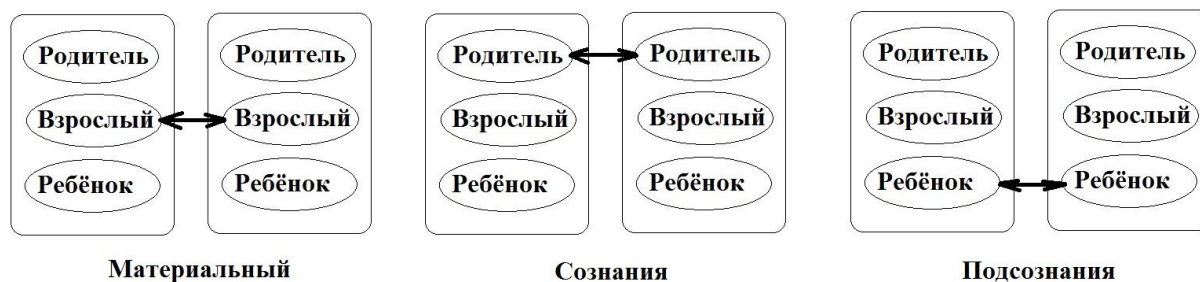 Родитель Родитель Родитель Родитель Родитель Родитель
Взрослый Взрослый Взрослый Взрослый Взрослый Взрослый
Ребёнок Ребёнок Ребёнок Ребёнок Ребёнок Ребёнок
Материальный Сознания Подсознания